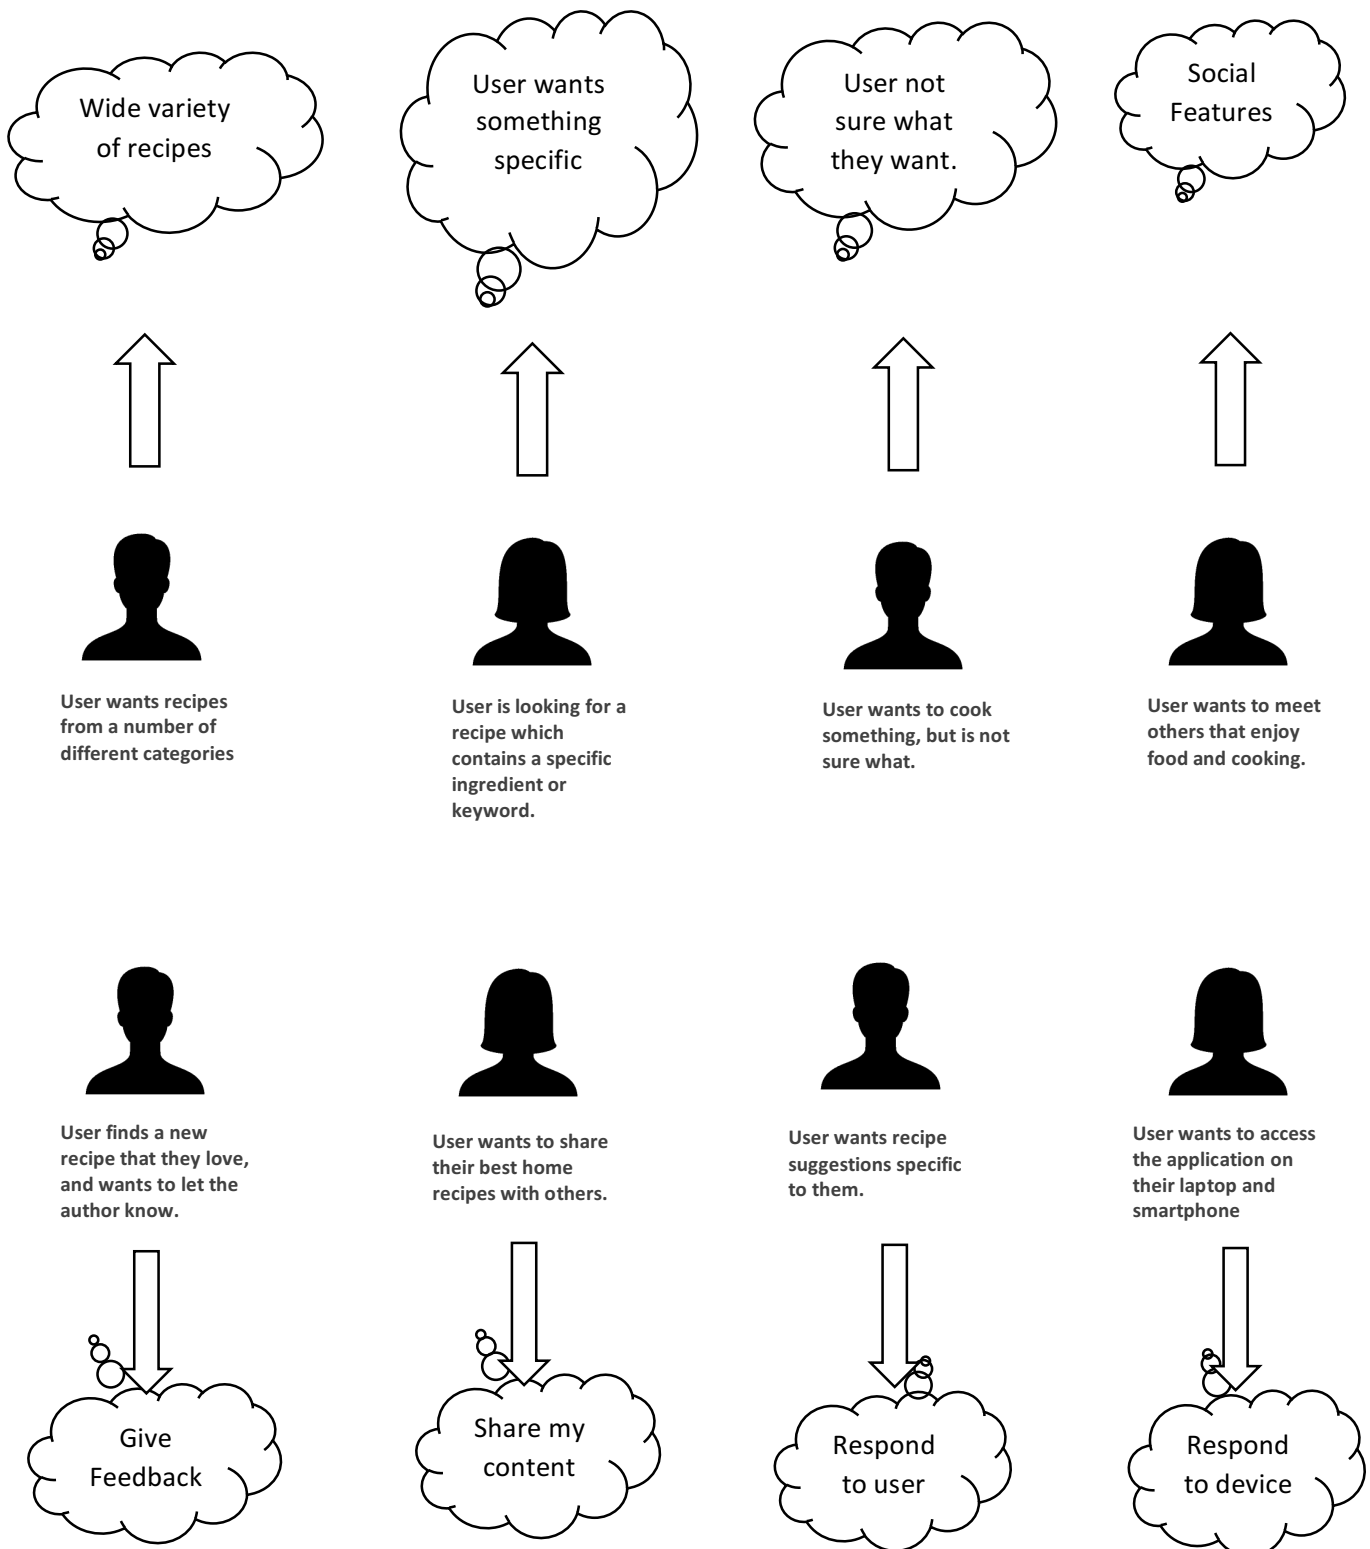 Wide variety
of recipes
User wants
something
specific
User not
sure what
they want.
Social
Features
User wants recipes
from a number of
different categories
User is looking for a
recipe which
contains a specific
ingredient or
keyword.
User wants to cook
something, but is not
sure what.
User wants to meet
others that enjoy
food and cooking.
User finds a new
recipe that they love,
and wants to let the
author know.
User wants to share
their best home
recipes with others.
User wants recipe
suggestions specific
to them.
User wants to access
the application on
their laptop and
smartphone
Give
Feedback
Share my
content
Respond
to user
Respond
to device